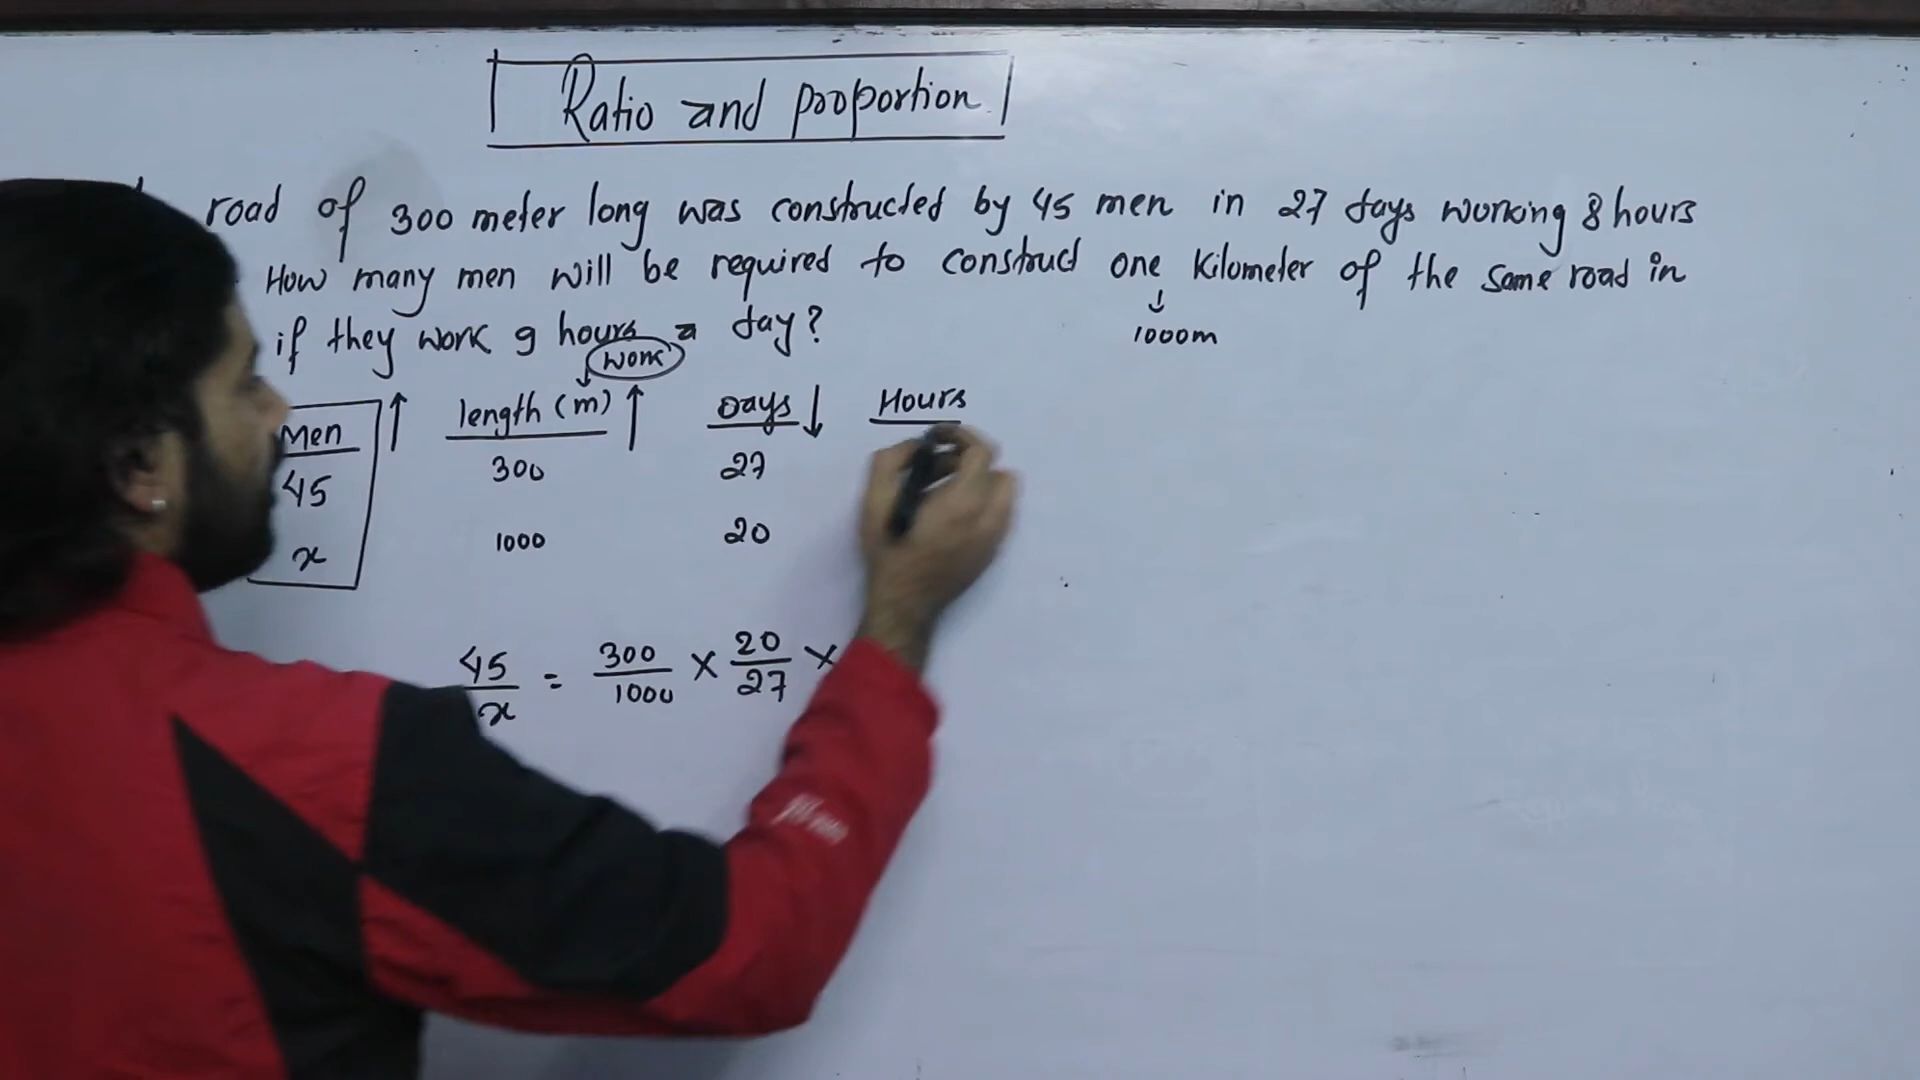 Ratio and proportion
road of 300 meter long was constructed by 45 men in 27 days working 8 hours
How many men will be required to construct one kilometer of the same road in
1000m
if they work 9 hours a day?
work
Men length (m) Days Hours
45 300 27
x 1000 20
45/x = 300/1000 × 20/27 ×